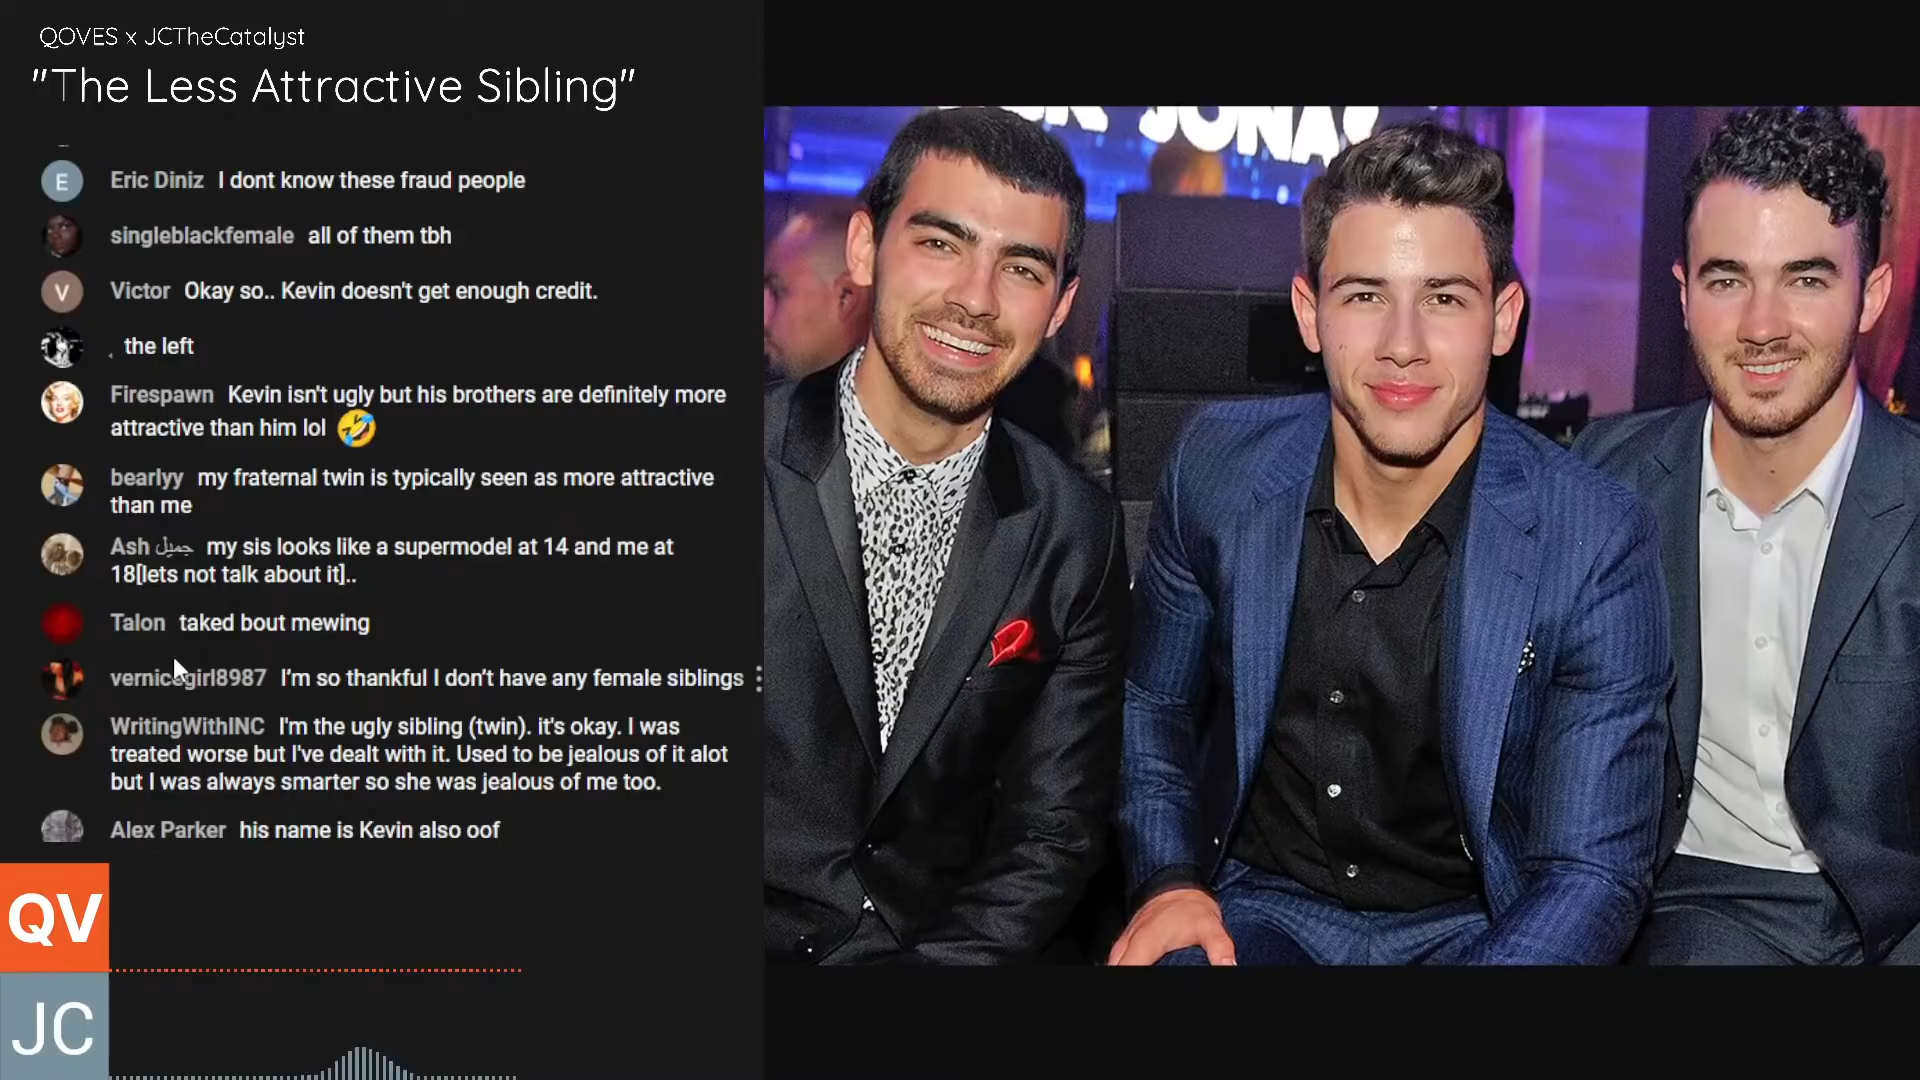 QOVES x JCTheCatalyst
"The Less Attractive Sibling"
Eric Diniz I dont know these fraud people
singleblackfemale all of them tbh
Victor Okay so.. Kevin doesn't get enough credit.
the left
Firespawn Kevin isn't ugly but his brothers are definitely more
attractive than him lol 🤣
bearlyy my fraternal twin is typically seen as more attractive
than me
Ash جميل my sis looks like a supermodel at 14 and me at
18[lets not talk about it]..
Talon taked bout mewing
vernicegirl8987 I'm so thankful I don't have any female siblings
WritingWithINC I'm the ugly sibling (twin). it's okay. I was
treated worse but I've dealt with it. Used to be jealous of it alot
but I was always smarter so she was jealous of me too.
Alex Parker his name is Kevin also oof
E
V
QV
JC
JONAS